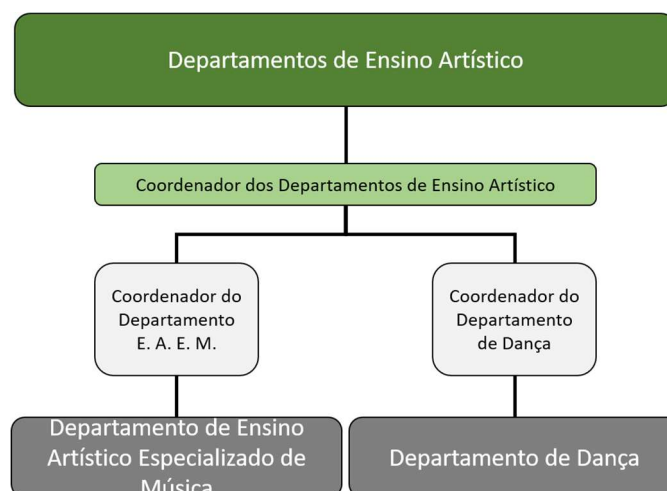 Departamentos de Ensino Artístico
Coordenador dos Departamentos de Ensino Artístico
Coordenador do
Departamento
E. A. E. M.
Coordenador do
Departamento
de Dança
Departamento de Ensino
Artístico Especializado de
Música
Departamento de Dança